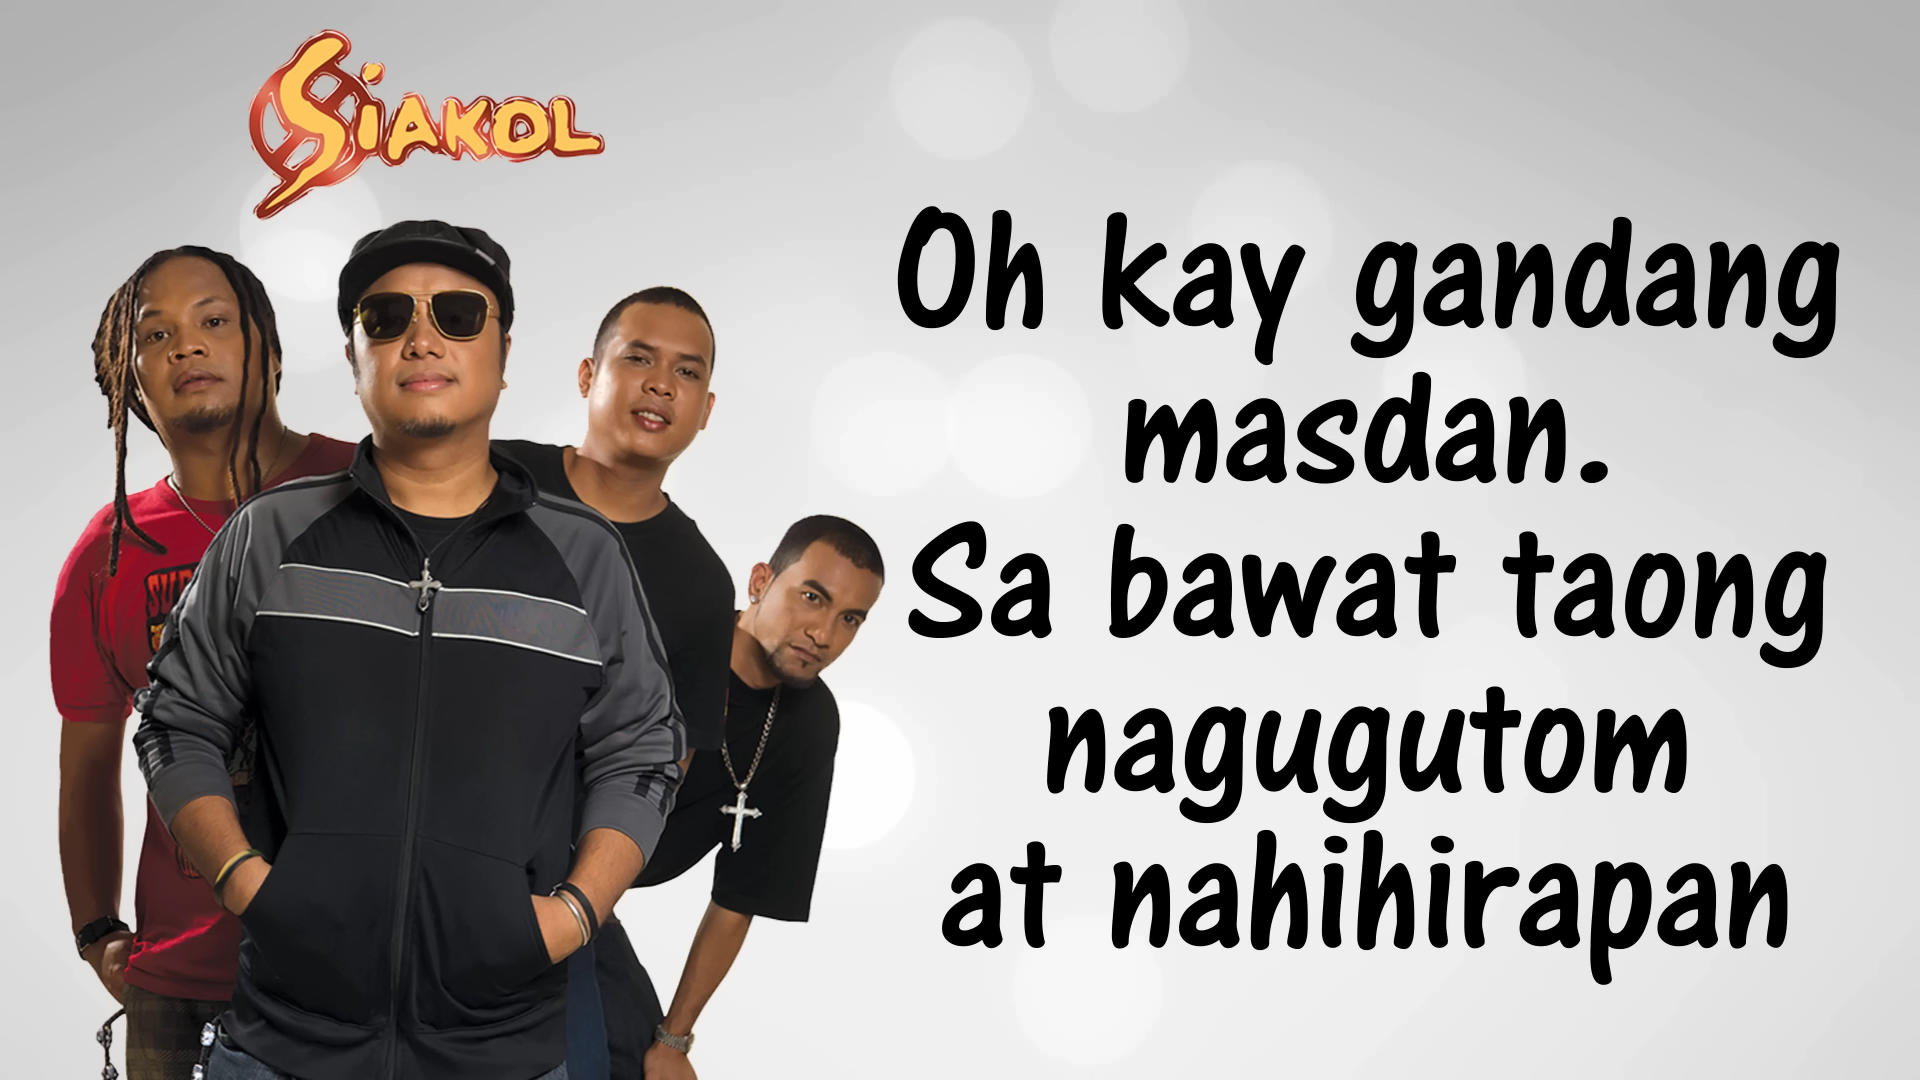 SIAKOL
Oh kay gandang
masdan.
Sa bawat taong
nagugutom
at nahihirapan